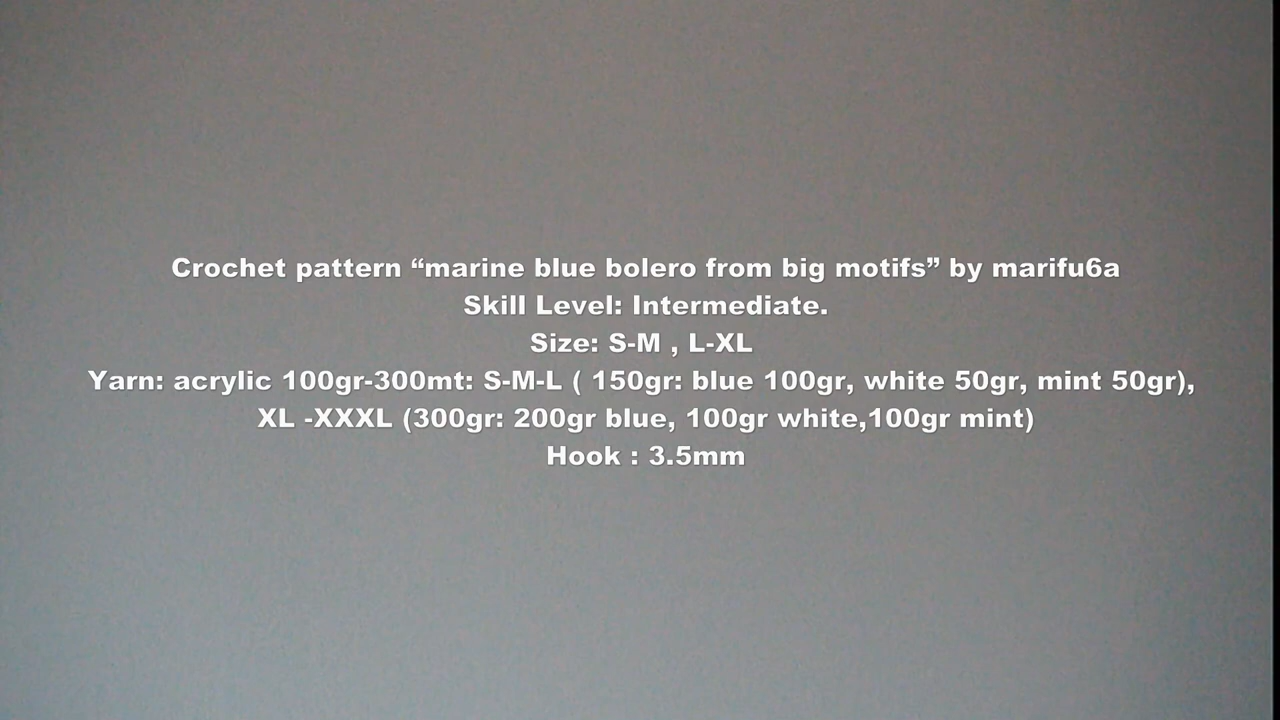 Crochet pattern “marine blue bolero from big motifs” by marifu6a
Skill Level: Intermediate.
Size: S-M , L-XL
Yarn: acrylic 100gr-300mt: S-M-L ( 150gr: blue 100gr, white 50gr, mint 50gr),
XL -XXXL (300gr: 200gr blue, 100gr white,100gr mint)
Hook : 3.5mm